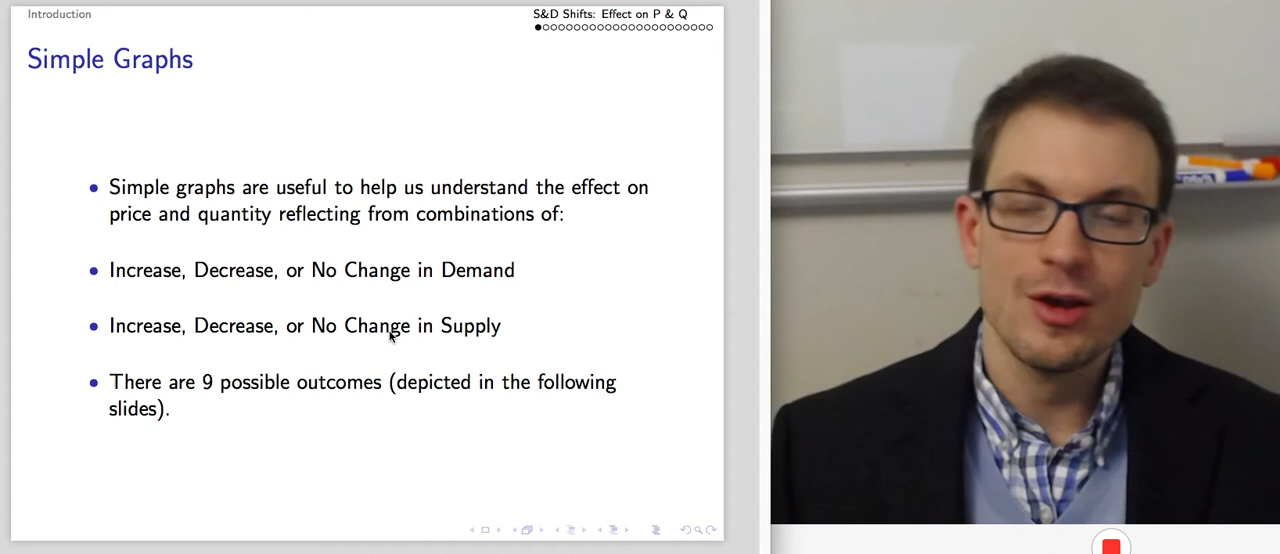 Introduction
S&D Shifts: Effect on P & Q
Simple Graphs
Simple graphs are useful to help us understand the effect on
price and quantity reflecting from combinations of:
Increase, Decrease, or No Change in Demand
Increase, Decrease, or No Change in Supply
There are 9 possible outcomes (depicted in the following
slides).